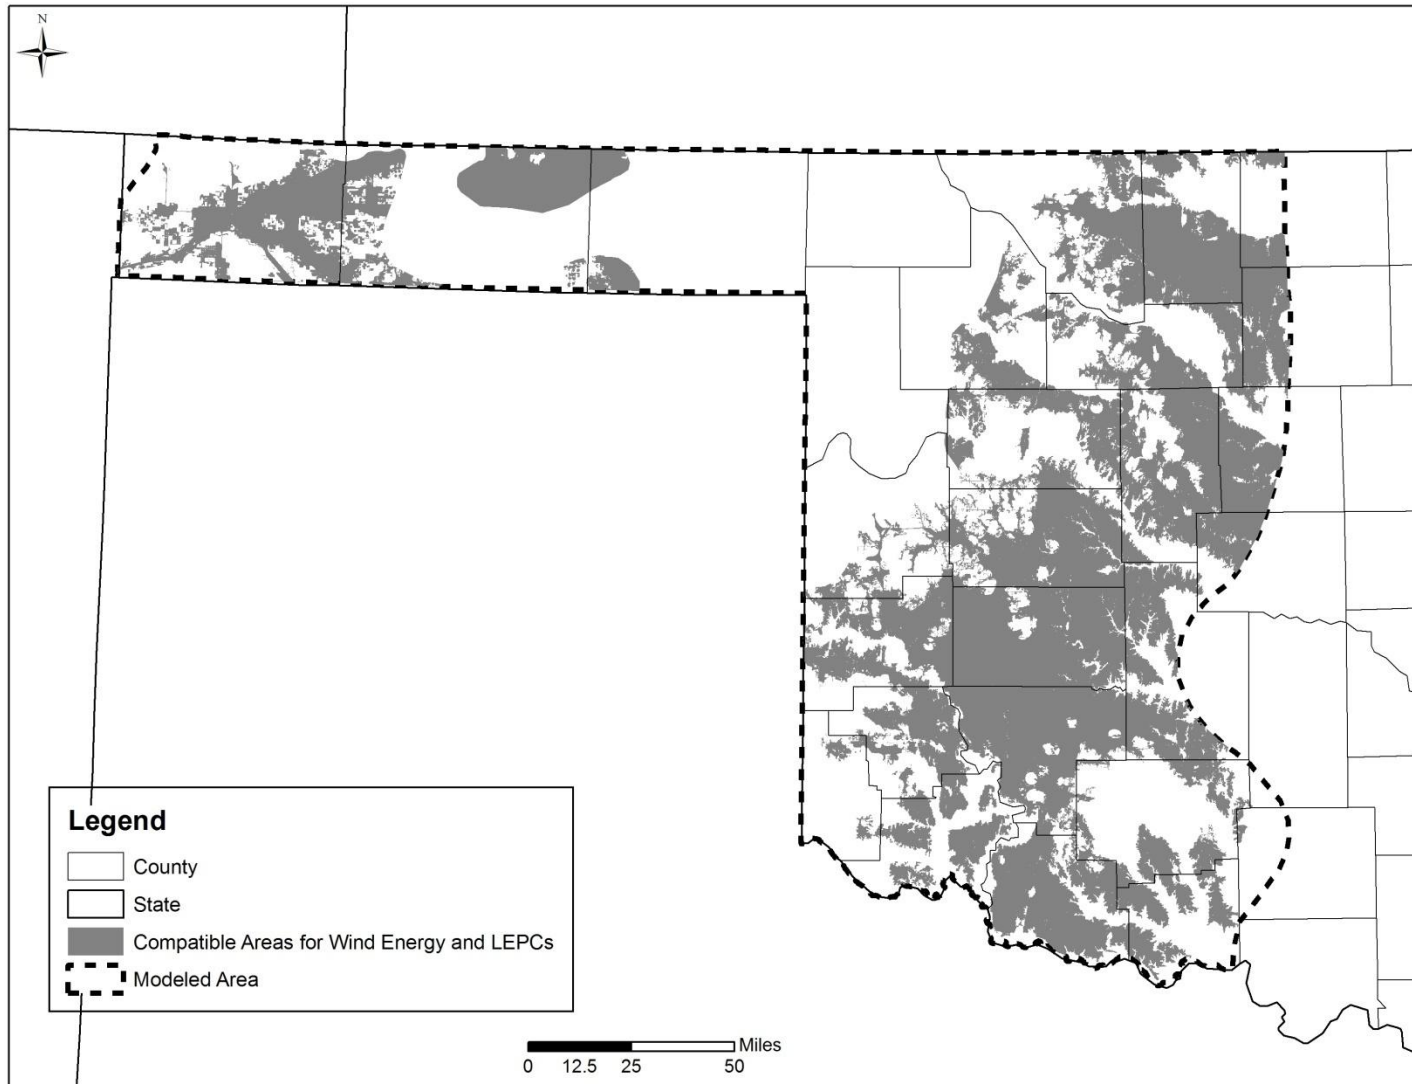 N
Legend
County
State
Compatible Areas for Wind Energy and LEPCs
Modeled Area
Miles
0 12.5 25 50